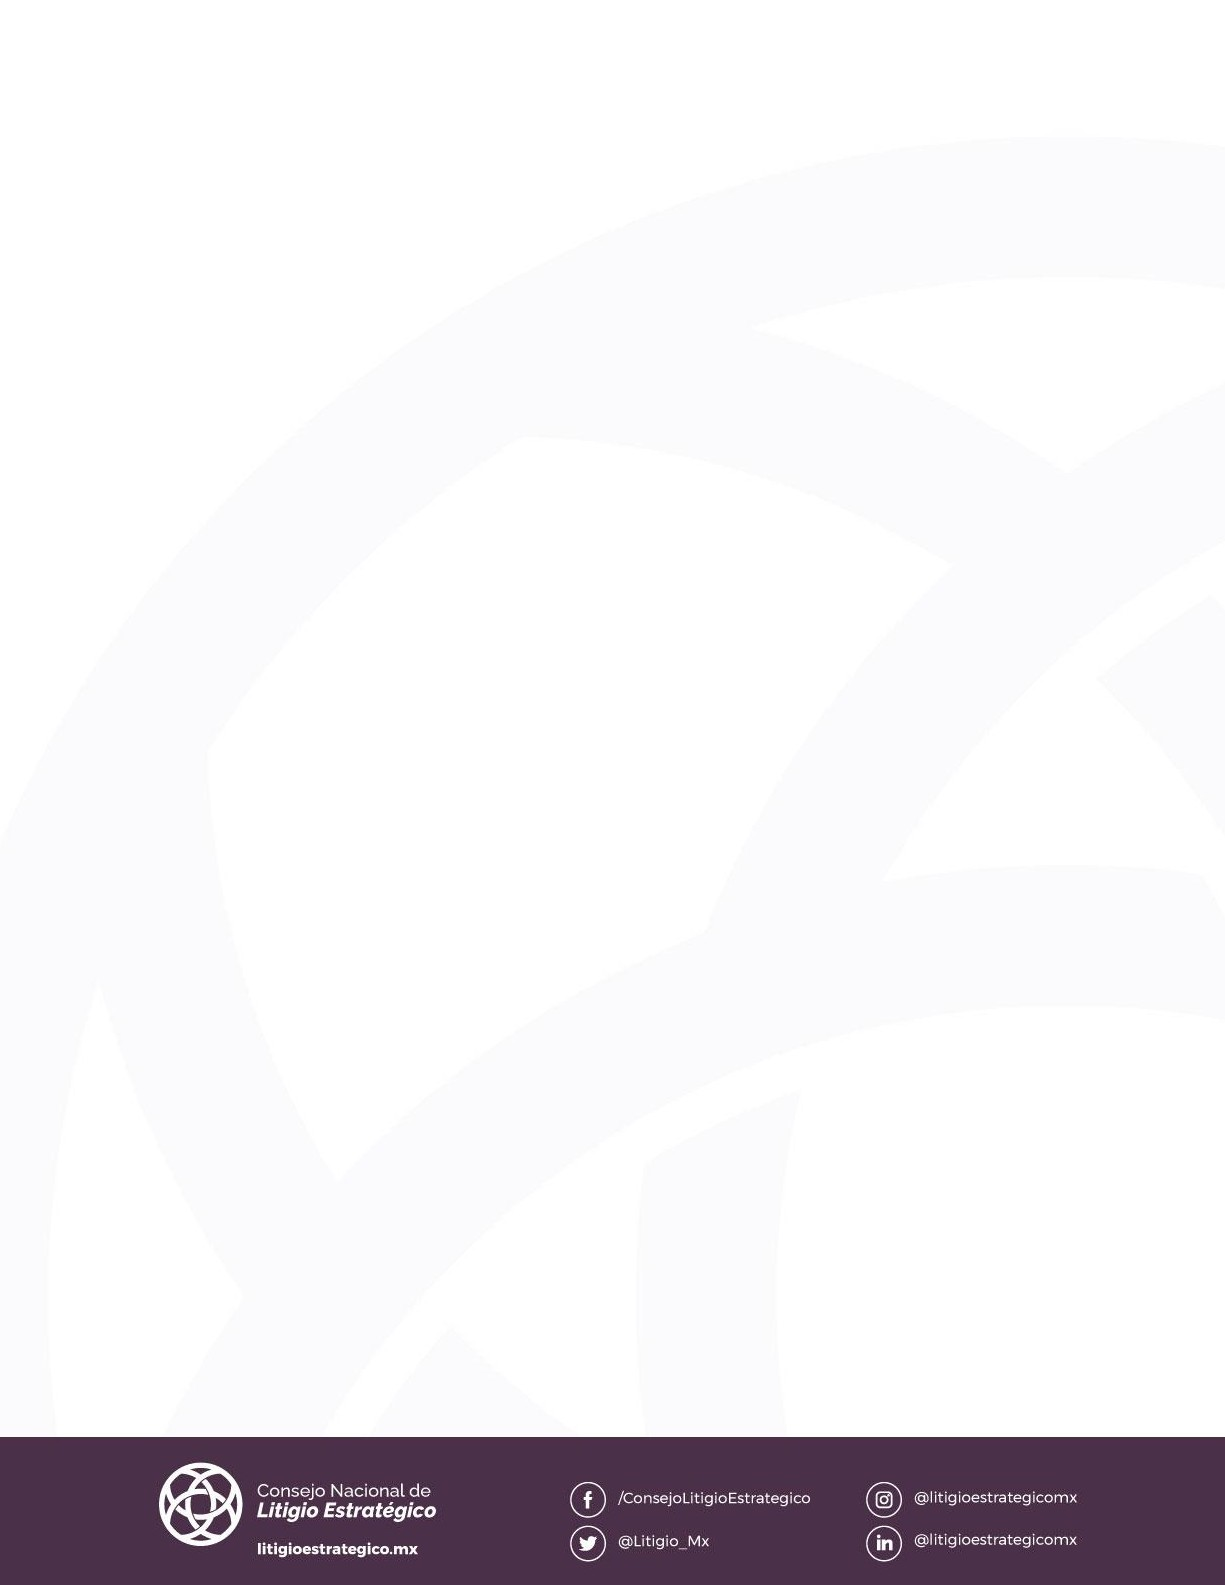 Consejo Nacional de
Litigio Estratégico
litigioestrategico.mx
/ConsejoLitigioEstrategico
@Litigio_Mx
@litigioestrategicomx
@litigioestrategicomx